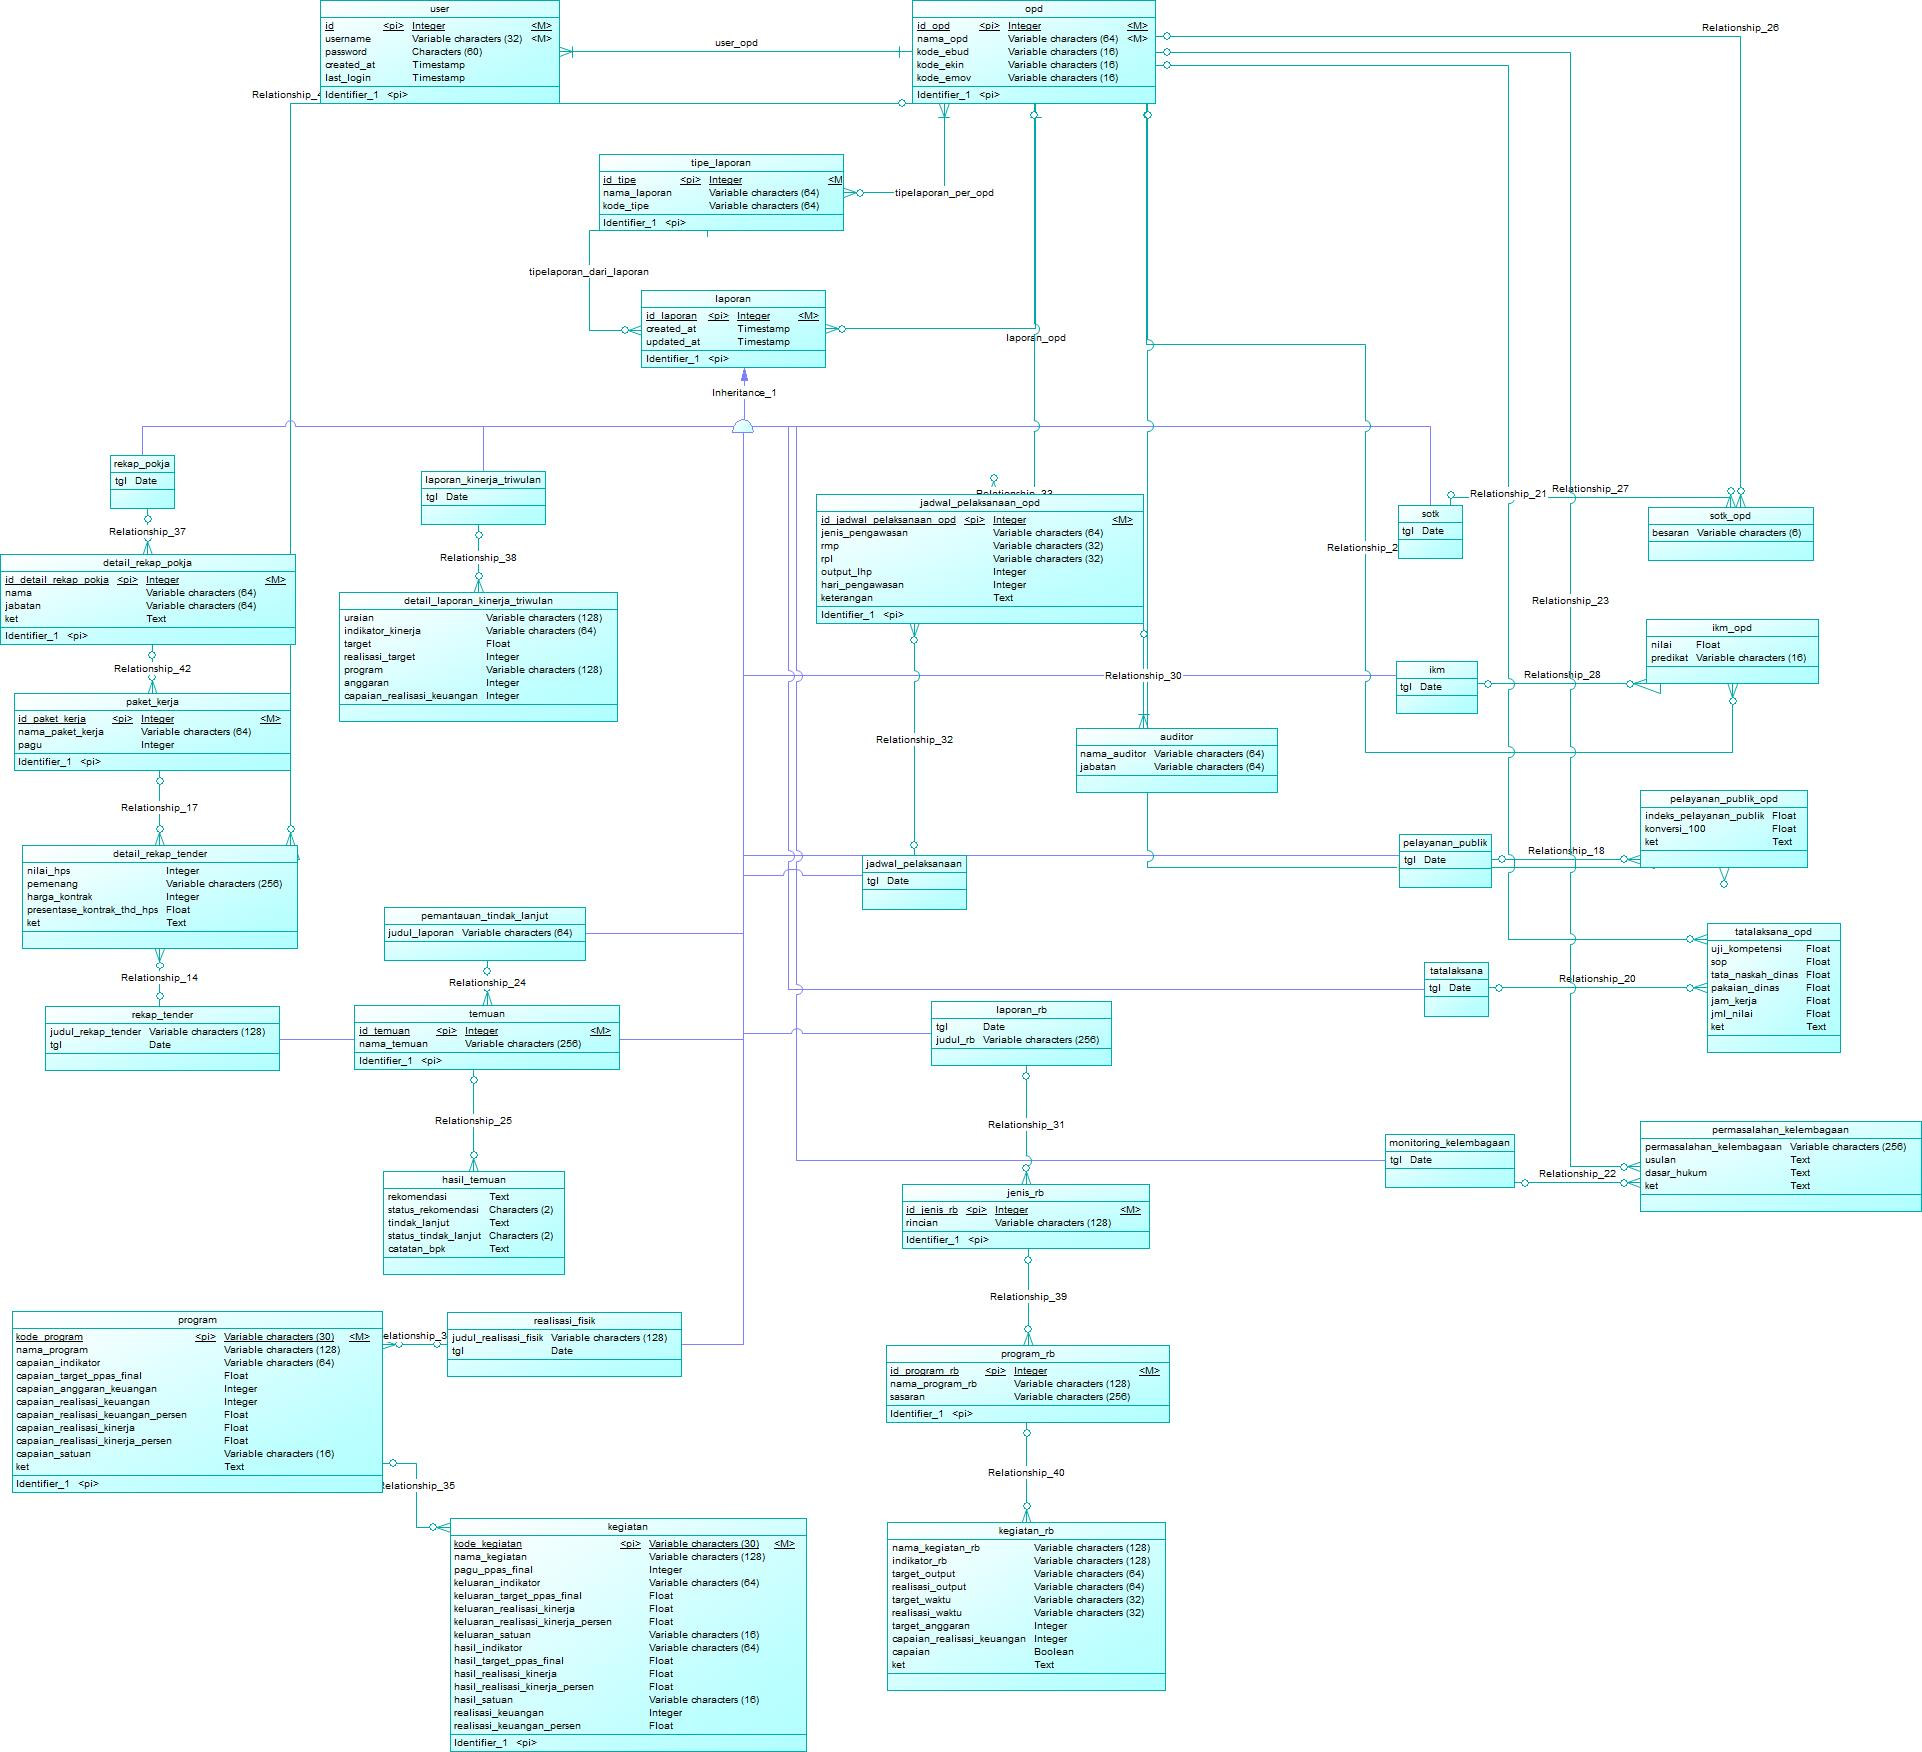 user
id <pi> Integer <M>
username Variable characters (32) <M>
password Characters (60)
created_at Timestamp
last_login Timestamp
Identifier_1 <pi>
user_opd
opd
id_opd <pi> Integer <M>
nama_opd Variable characters (64) <M>
kode_ebud Variable characters (16)
kode_ekin Variable characters (16)
kode_emov Variable characters (16)
Identifier_1 <pi>
Relationship_26
Relationship_4
tipe_laporan
id_tipe <pi> Integer <M
nama_laporan Variable characters (64)
kode_tipe Variable characters (64)
Identifier_1 <pi>
tipelaporan_per_opd
tipelaporan_dari_laporan
laporan
id_laporan <pi> Integer <M>
created_at Timestamp
updated_at Timestamp
Identifier_1 <pi>
laporan_opd
Inheritance_1
rekap_pokja
tgl Date
Relationship_37
laporan_kinerja_triwulan
tgl Date
Relationship_38
Relationship_33
jadwal_pelaksanaan_opd
id_jadwal_pelaksanaan_opd <pi> Integer <M>
jenis_pengawasan Variable characters (64)
rmp Variable characters (32)
rpl Variable characters (32)
output_lhp Integer
hari_pengawasan Integer
keterangan Text
Identifier_1 <pi>
sotk
tgl Date
Relationship_21
Relationship_27
Relationship_2
sotk_opd
besaran Variable characters (6)
detail_rekap_pokja
id_detail_rekap_pokja <pi> Integer <M>
nama Variable characters (64)
jabatan Variable characters (64)
ket Text
Identifier_1 <pi>
Relationship_42
detail_laporan_kinerja_triwulan
uraian Variable characters (128)
indikator_kinerja Variable characters (64)
target Float
realisasi_target Integer
program Variable characters (128)
anggaran Integer
capaian_realisasi_keuangan Integer
Relationship_23
ikm_opd
nilai Float
predikat Variable characters (16)
ikm
tgl Date
Relationship_28
Relationship_30
paket_kerja
id_paket_kerja <pi> Integer <M>
nama_paket_kerja Variable characters (64)
pagu Integer
Identifier_1 <pi>
Relationship_17
Relationship_32
auditor
nama_auditor Variable characters (64)
jabatan Variable characters (64)
pelayanan_publik_opd
indeks_pelayanan_publik Float
konversi_100 Float
ket Text
pelayanan_publik
tgl Date
Relationship_18
detail_rekap_tender
nilai_hps Integer
pemenang Variable characters (256)
harga_kontrak Integer
presentase_kontrak_thd_hps Float
ket Text
Relationship_14
jadwal_pelaksanaan
tgl Date
pemantauan_tindak_lanjut
judul_laporan Variable characters (64)
Relationship_24
tatalaksana_opd
uji_kompetensi Float
sop Float
tata_naskah_dinas Float
pakaian_dinas Float
jam_kerja Float
jml_nilai Float
ket Text
tatalaksana
tgl Date
Relationship_20
rekap_tender
judul_rekap_tender Variable characters (128)
tgl Date
temuan
id_temuan <pi> Integer <M>
nama_temuan Variable characters (256)
Identifier_1 <pi>
Relationship_25
laporan_rb
tgl Date
judul_rb Variable characters (256)
Relationship_31
monitoring_kelembagaan
tgl Date
Relationship_22
permasalahan_kelembagaan
permasalahan_kelembagaan Variable characters (256)
usulan Text
dasar_hukum Text
ket Text
hasil_temuan
rekomendasi Text
status_rekomendasi Characters (2)
tindak_lanjut Text
status_tindak_lanjut Characters (2)
catatan_bpk Text
jenis_rb
id_jenis_rb <pi> Integer <M>
rincian Variable characters (128)
Identifier_1 <pi>
Relationship_39
program
kode_program <pi> Variable characters (30) <M>
nama_program Variable characters (128)
capaian_indikator Variable characters (64)
capaian_target_ppas_final Float
capaian_anggaran_keuangan Integer
capaian_realisasi_keuangan Integer
capaian_realisasi_keuangan_persen Float
capaian_realisasi_kinerja Float
capaian_realisasi_kinerja_persen Float
capaian_satuan Variable characters (16)
ket Text
Identifier_1 <pi>
elationship_3
realisasi_fisik
judul_realisasi_fisik Variable characters (128)
tgl Date
Relationship_35
program_rb
id_program_rb <pi> Integer <M>
nama_program_rb Variable characters (128)
sasaran Variable characters (256)
Identifier_1 <pi>
Relationship_40
kegiatan
kode_kegiatan <pi> Variable characters (30) <M>
nama_kegiatan Variable characters (128)
pagu_ppas_final Integer
keluaran_indikator Variable characters (64)
keluaran_target_ppas_final Float
keluaran_realisasi_kinerja Float
keluaran_realisasi_kinerja_persen Float
keluaran_satuan Variable characters (16)
hasil_indikator Variable characters (64)
hasil_target_ppas_final Float
hasil_realisasi_kinerja Float
hasil_realisasi_kinerja_persen Float
hasil_satuan Variable characters (16)
realisasi_keuangan Integer
realisasi_keuangan_persen Float
Identifier_1 <pi>
kegiatan_rb
nama_kegiatan_rb Variable characters (128)
indikator_rb Variable characters (128)
target_output Variable characters (64)
realisasi_output Variable characters (64)
target_waktu Variable characters (32)
realisasi_waktu Variable characters (32)
target_anggaran Integer
capaian_realisasi_keuangan Integer
capaian Boolean
ket Text